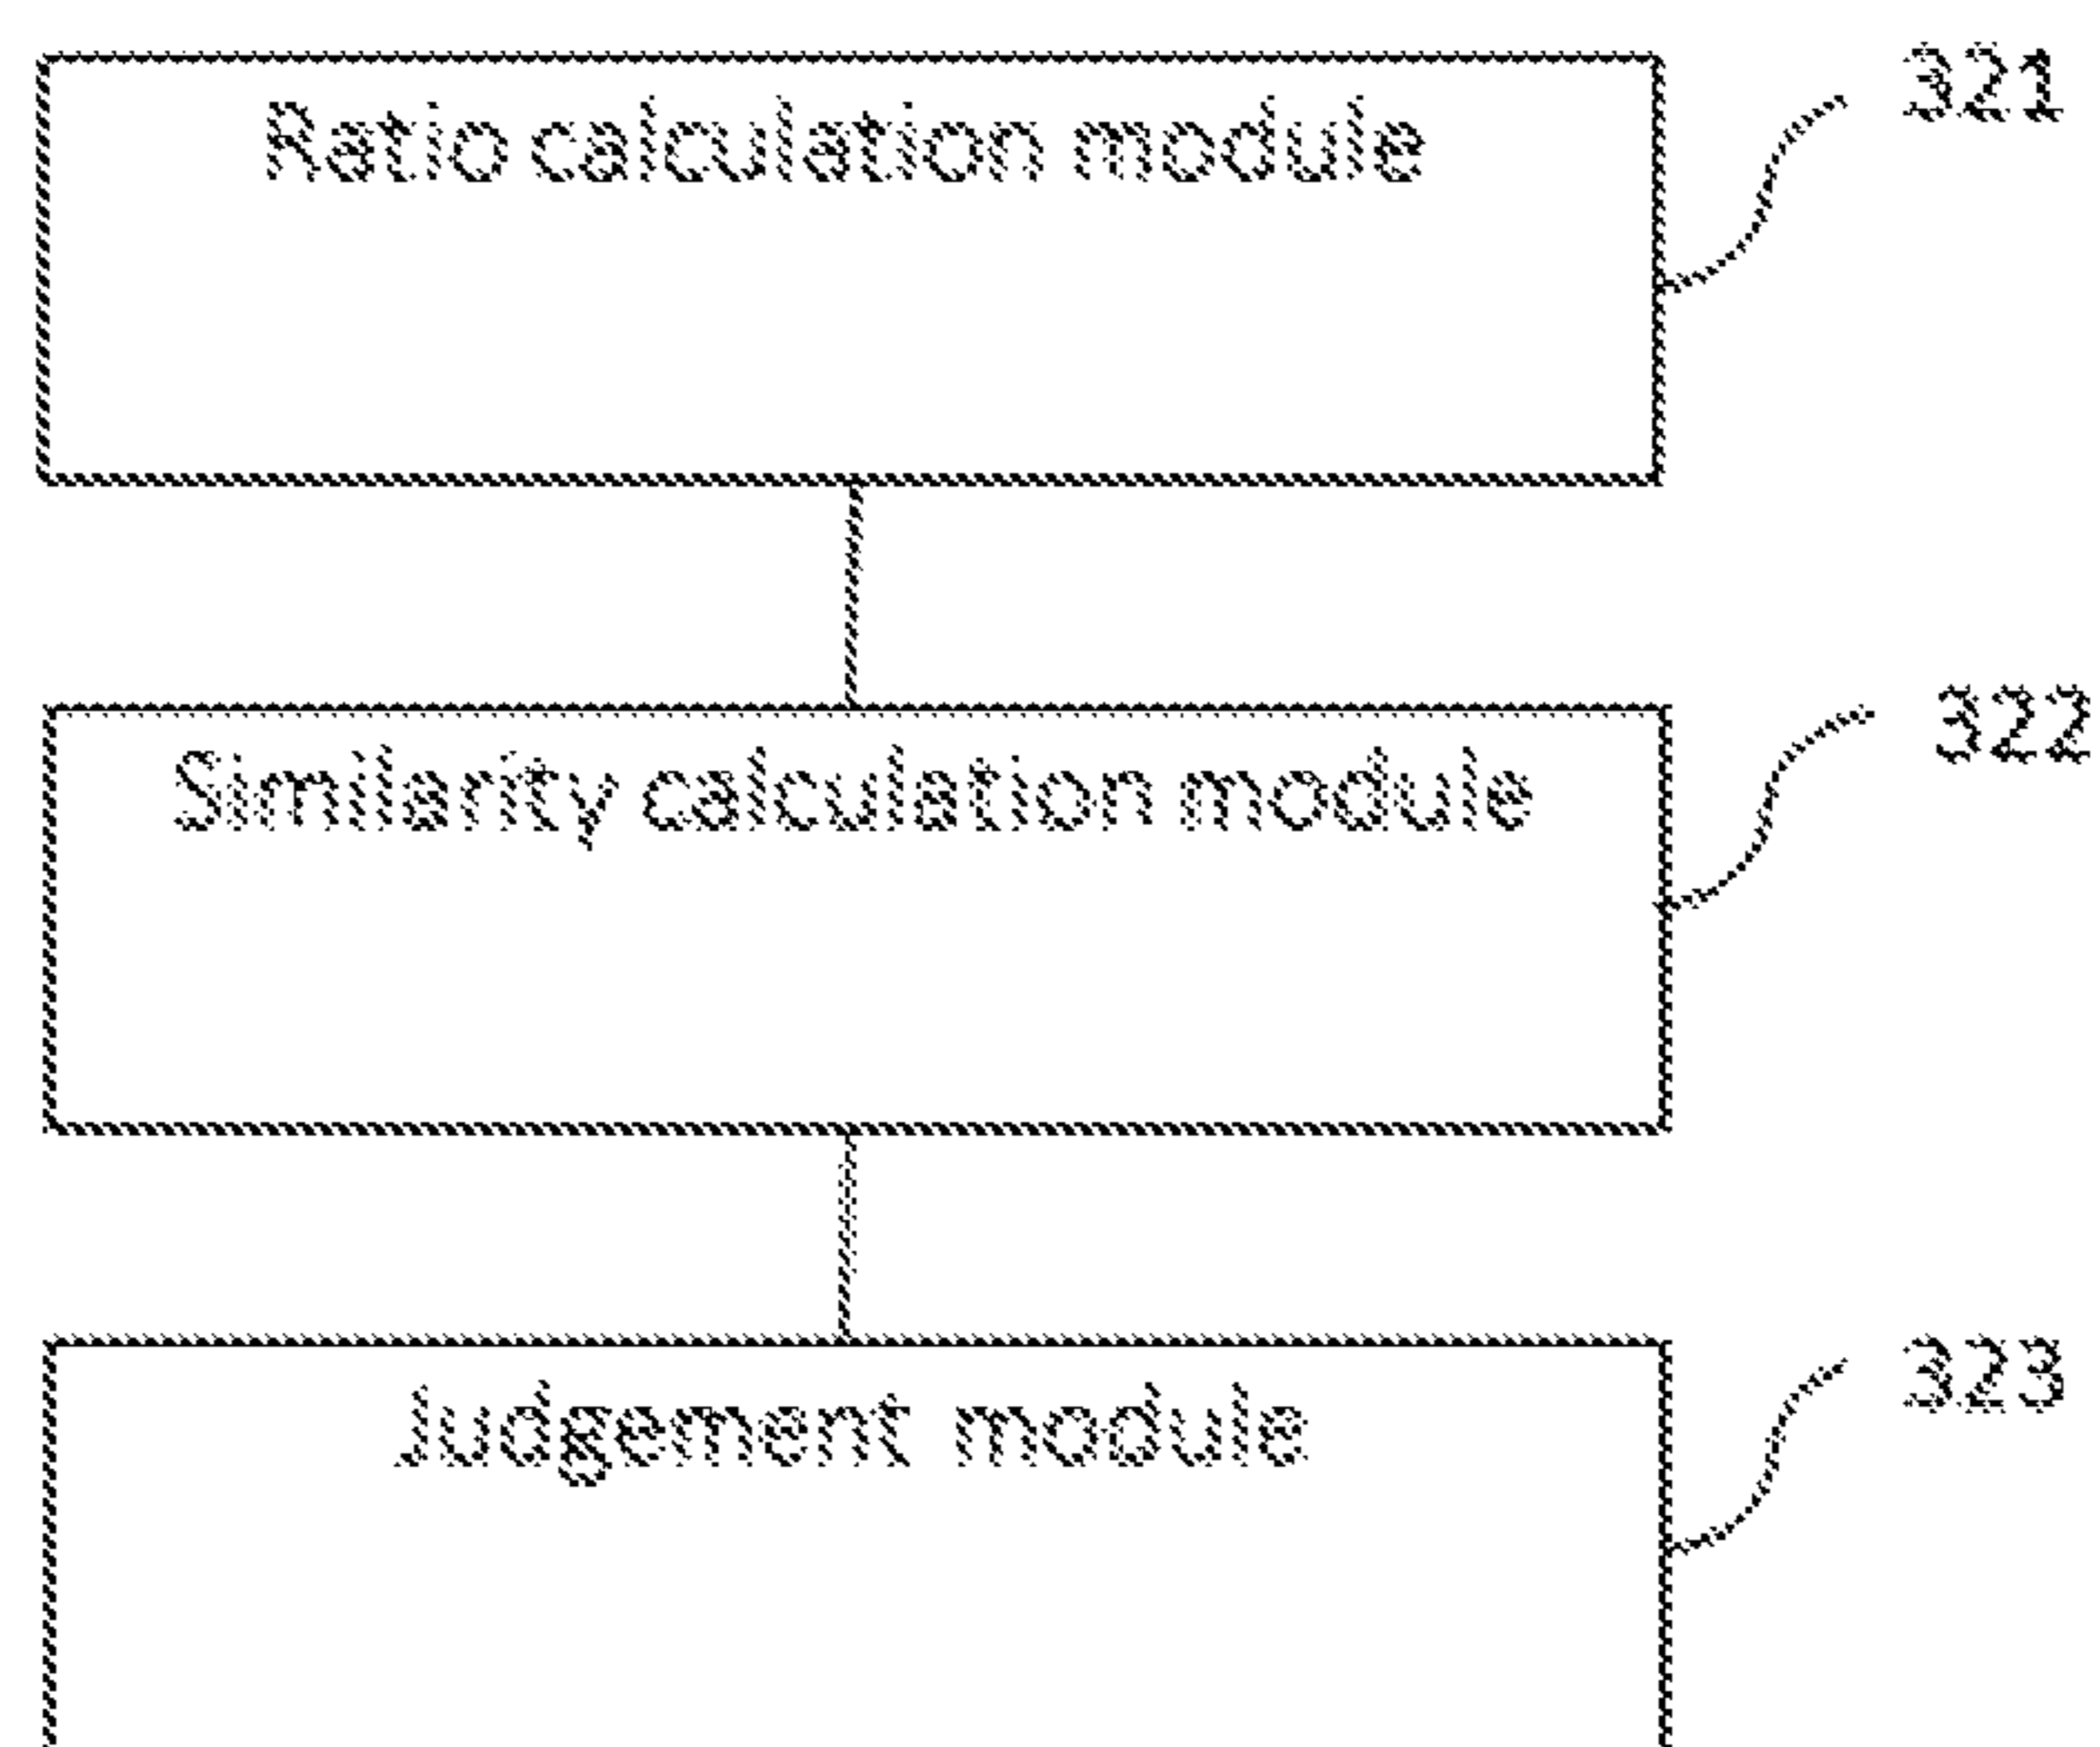 Ratio calculation module
321
Similarity calculation module
322
Judgement module
323